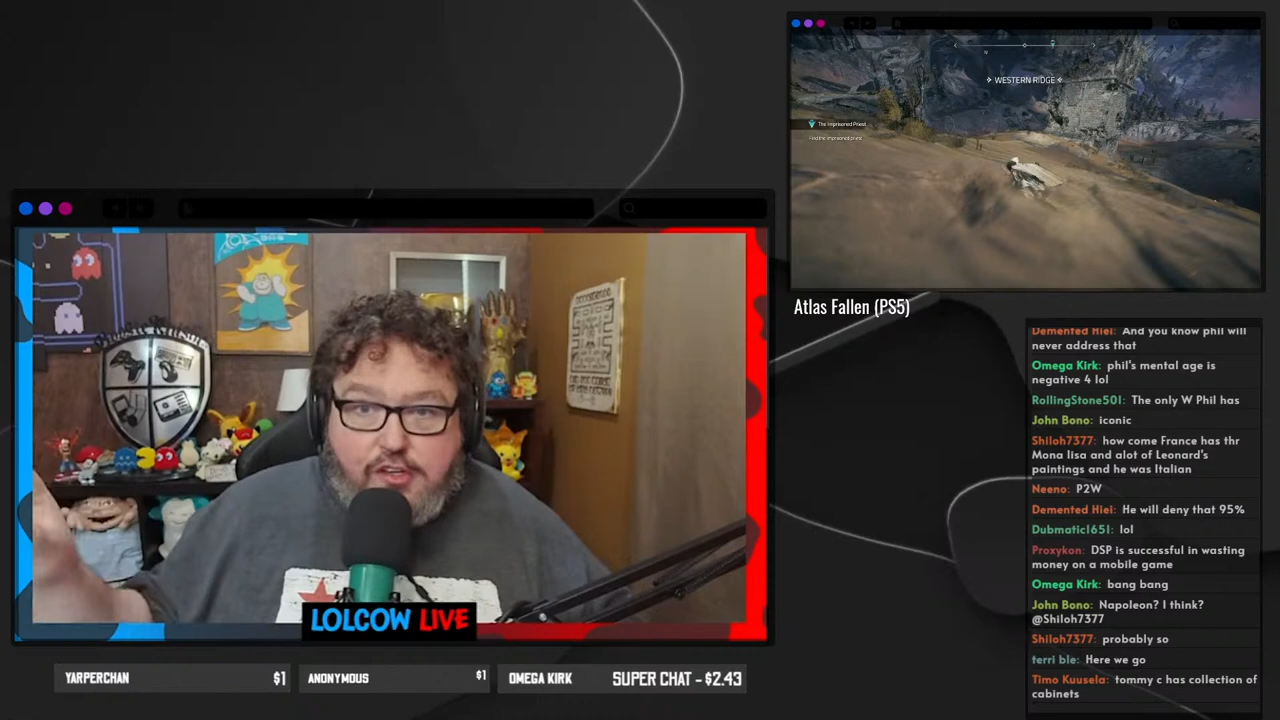 WESTERN RIDGE
The Imprisoned Priest
Atlas Fallen (PS5)
Demented Hiei: And you know phil will
never address that
Omega Kirk: phil's mental age is
negative 4 lol
RollingStone501: The only W Phil has
John Bono: iconic
Shiloh7377: how come France has thr
Mona lisa and alot of Leonard's
paintings and he was Italian
Neeno: P2W
Demented Hiei: He will deny that 95%
Dubmatic1651: lol
Proxykon: DSP is successful in wasting
money on a mobile game
Omega Kirk: bang bang
John Bono: Napoleon? I think?
@Shiloh7377
Shiloh7377: probably so
terri ble: Here we go
Timo Kuusela: tommy c has collection of
cabinets
LOLCOW LIVE
YARPERCHAN $1
ANONYMOUS $1
OMEGA KIRK SUPER CHAT - $2.43